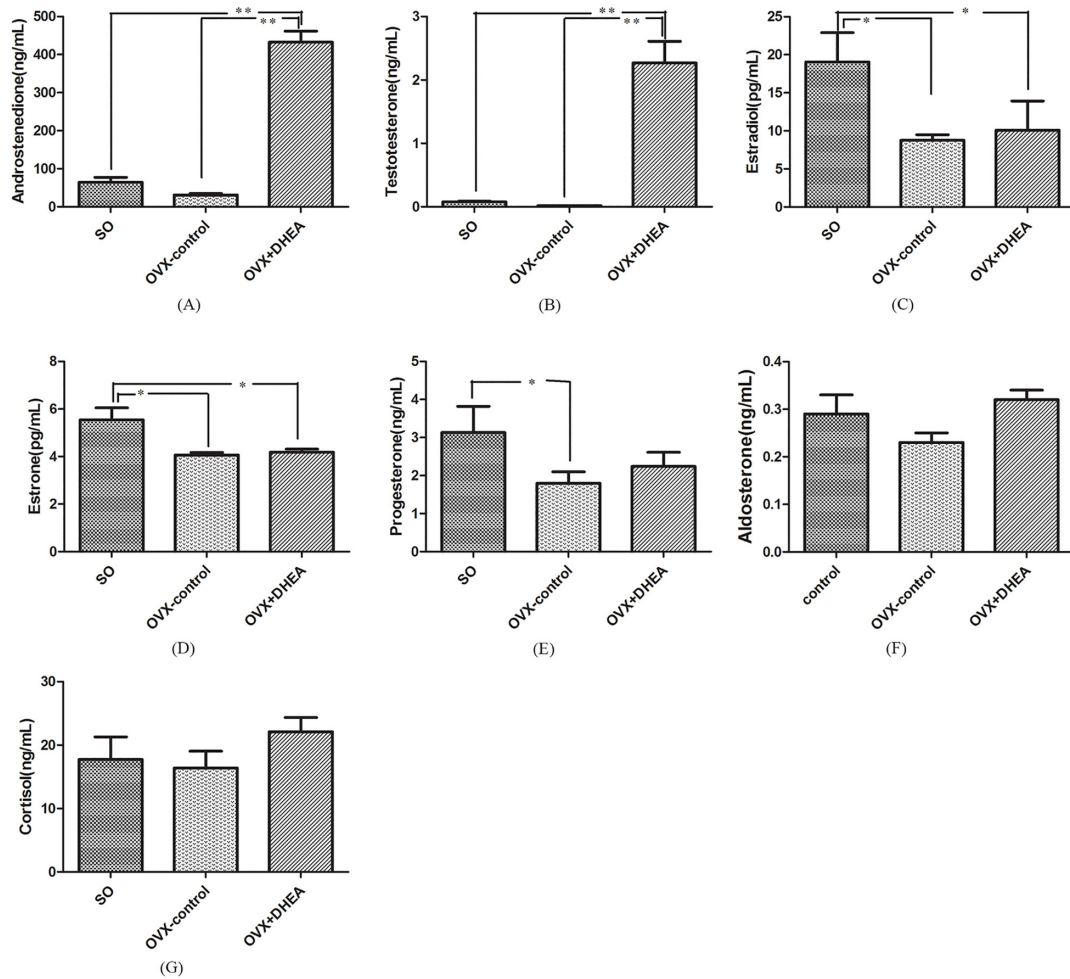 Androstenedione(ng/mL)
500
400
300
200
100
0
**
**
SO
OVX-control
OVX+DHEA
(A)
Testotesterone(ng/mL)
3
2
1
0
**
**
SO
OVX-control
OVX+DHEA
(B)
Estradiol(pg/mL)
25
20
15
10
5
0
*
*
SO
OVX-control
OVX+DHEA
(C)
Estrone(pg/mL)
8
6
4
2
0
*
*
SO
OVX-control
OVX+DHEA
(D)
Progesterone(ng/mL)
5
4
3
2
1
0
*
SO
OVX-control
OVX+DHEA
(E)
Aldosterone(ng/mL)
0.4
0.3
0.2
0.1
0.0
control
OVX-control
OVX+DHEA
(F)
Cortisol(ng/mL)
30
20
10
0
SO
OVX-control
OVX+DHEA
(G)